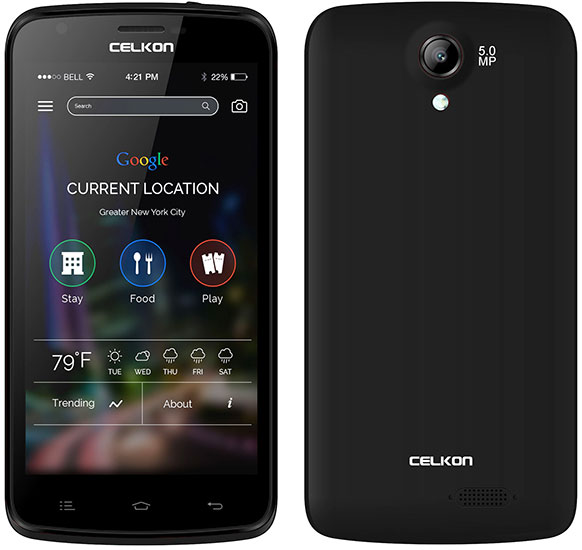 CELKON
BELL 4:21 PM 22%
Search
Google
CURRENT LOCATION
Greater New York City
Stay Food Play
79°F TUE WED THU FRI SAT
Trending About i
5.0
MP
CELKON